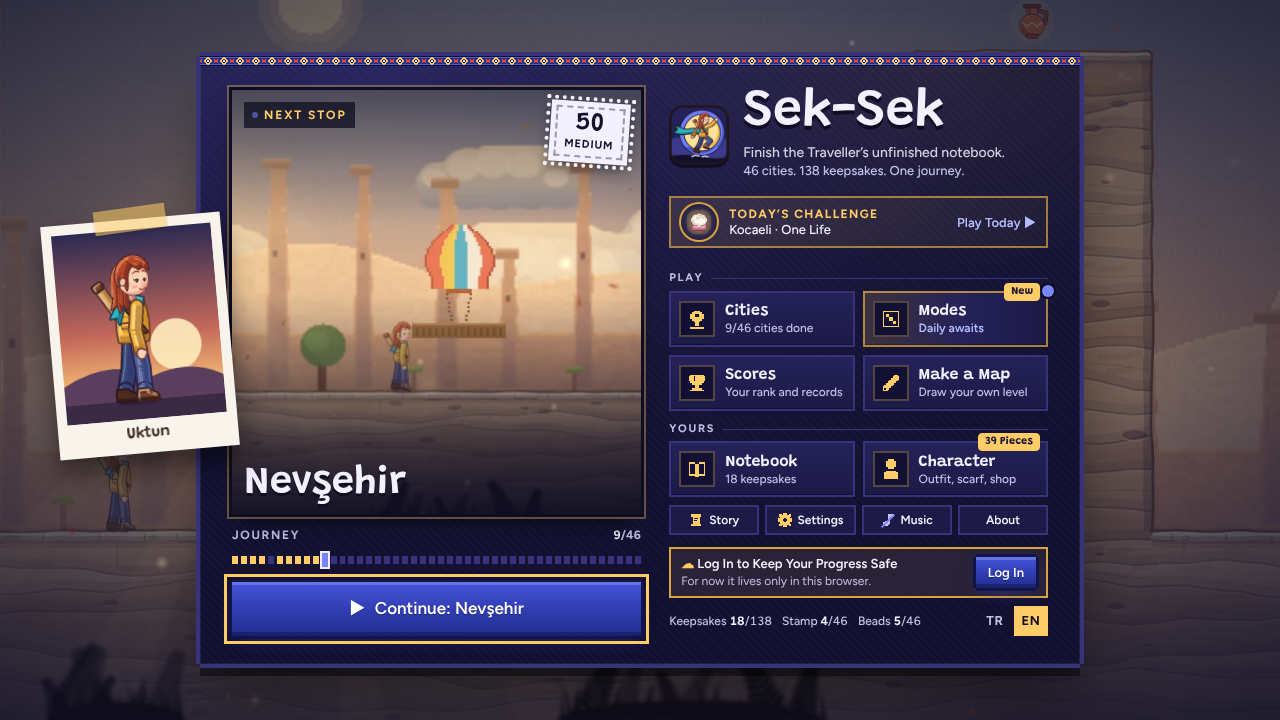 NEXT STOP
50
MEDIUM
Uktun
Nevşehir
JOURNEY 9/46
▶ Continue: Nevşehir
Sek-Sek
Finish the Traveller's unfinished notebook.
46 cities. 138 keepsakes. One journey.
TODAY'S CHALLENGE
Kocaeli · One Life
Play Today ▶
PLAY
Cities
9/46 cities done
New
Modes
Daily awaits
Scores
Your rank and records
Make a Map
Draw your own level
YOURS
Notebook
18 keepsakes
39 Pieces
Character
Outfit, scarf, shop
Story
Settings
Music
About
Log In to Keep Your Progress Safe
For now it lives only in this browser.
Log In
Keepsakes 18/138 Stamp 4/46 Beads 5/46
TR EN